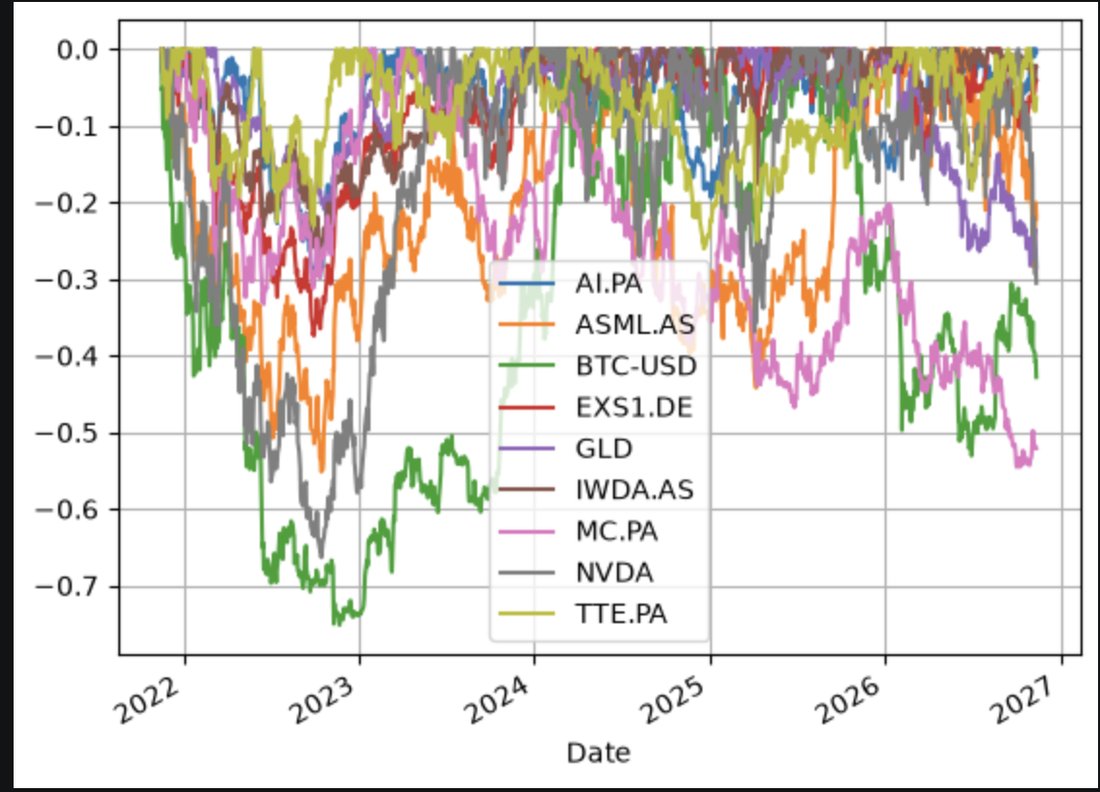 0.0
−0.1
−0.2
−0.3
−0.4
−0.5
−0.6
−0.7
AI.PA
ASML.AS
BTC-USD
EXS1.DE
GLD
IWDA.AS
MC.PA
NVDA
TTE.PA
2022
2023
2024
2025
2026
2027
Date